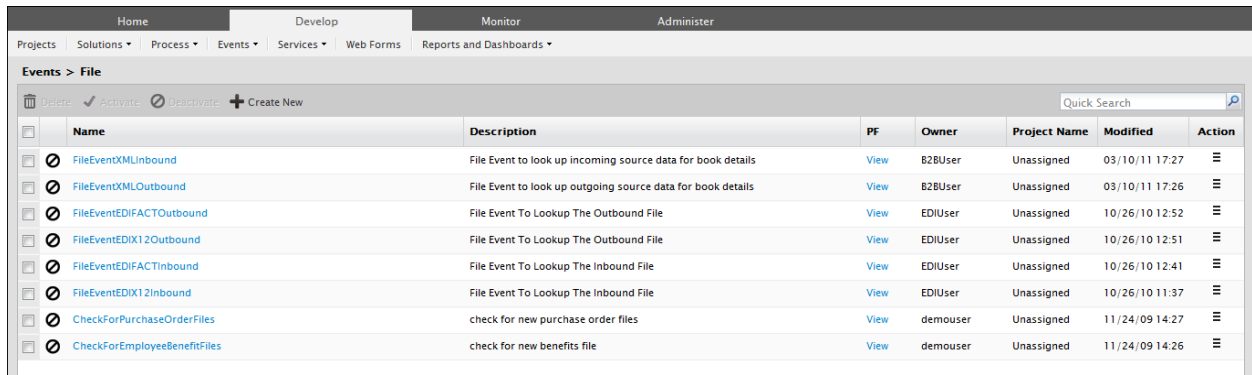 Home Develop Monitor Administer
Projects Solutions Process Events Services Web Forms Reports and Dashboards
Events > File
Delete Activate Deactivate Create New Quick Search
Name Description PF Owner Project Name Modified Action
FileEventXMLInbound File Event to look up incoming source data for book details View B2BUser Unassigned 03/10/11 17:27
FileEventXMLOutbound File Event to look up outgoing source data for book details View B2BUser Unassigned 03/10/11 17:26
FileEventEDIFACTOutbound File Event To Lookup The Outbound File View EDIUser Unassigned 10/26/10 12:52
FileEventEDIX12Outbound File Event To Lookup The Outbound File View EDIUser Unassigned 10/26/10 12:51
FileEventEDIFACTInbound File Event To Lookup The Inbound File View EDIUser Unassigned 10/26/10 12:41
FileEventEDIX12Inbound File Event To Lookup The Inbound File View EDIUser Unassigned 10/26/10 11:37
CheckForPurchaseOrderFiles check for new purchase order files View demouser Unassigned 11/24/09 14:27
CheckForEmployeeBenefitFiles check for new benefits file View demouser Unassigned 11/24/09 14:26